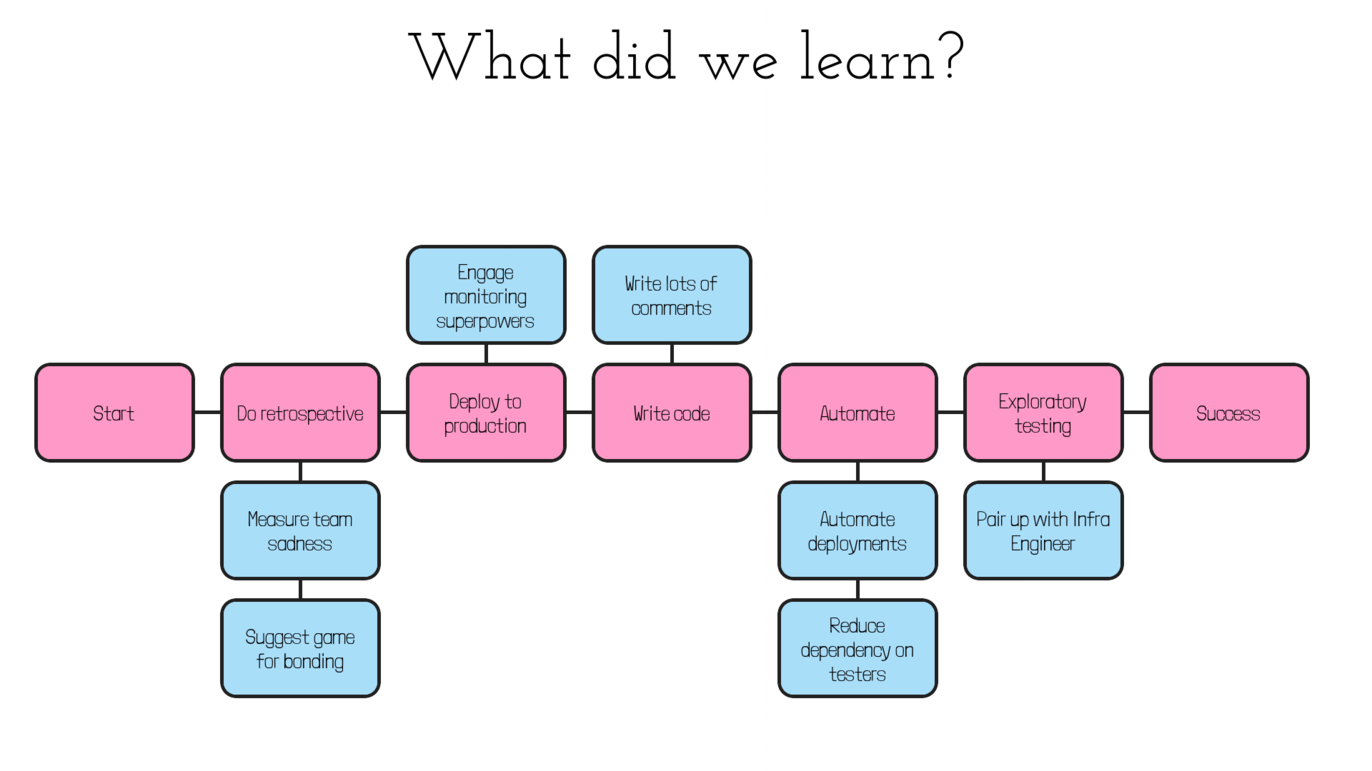 What did we learn?
Engage
monitoring
superpowers
Write lots of
comments
Start
Do retrospective
Deploy to
production
Write code
Automate
Exploratory
testing
Success
Measure team
sadness
Automate
deployments
Pair up with Infra
Engineer
Suggest game
for bonding
Reduce
dependency on
testers